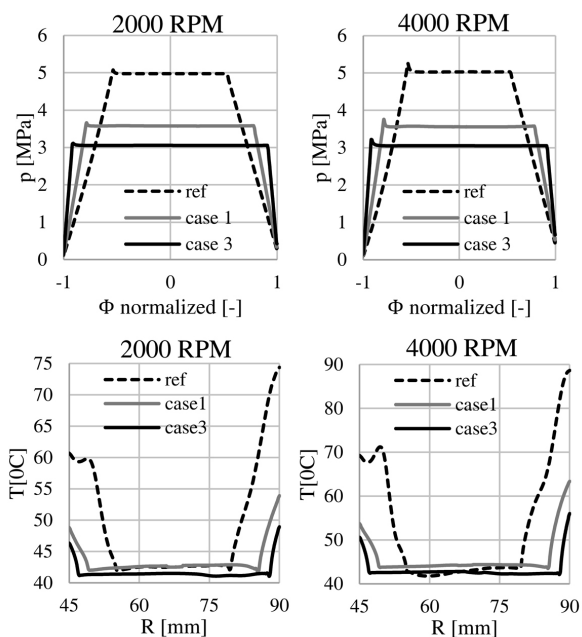 2000 RPM
6
5
4
3
2
1
0
p [MPa]
ref
case 1
case 3
-1 0 1
Φ normalized [-]
4000 RPM
6
5
4
3
2
1
0
p [MPa]
ref
case 1
case 3
-1 0 1
Φ normalized [-]
2000 RPM
75
70
65
60
55
50
45
40
T[0C]
ref
case1
case3
45 60 75 90
R [mm]
4000 RPM
90
80
70
60
50
40
T[0C]
ref
case1
case3
45 60 75 90
R [mm]